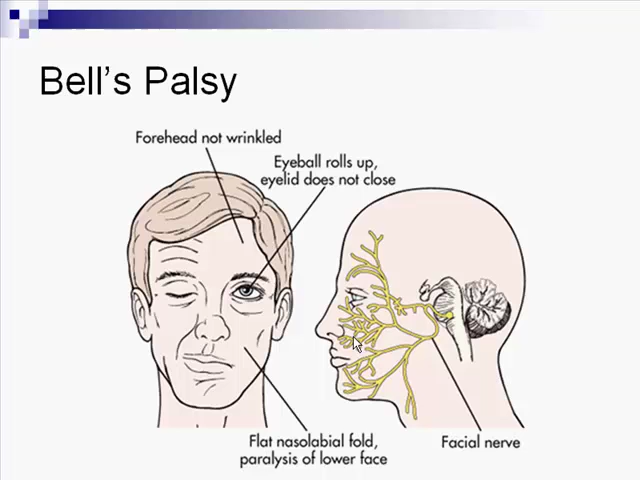 Bell's Palsy
Forehead not wrinkled
Eyeball rolls up,
eyelid does not close
Flat nasolabial fold,
paralysis of lower face
Facial nerve